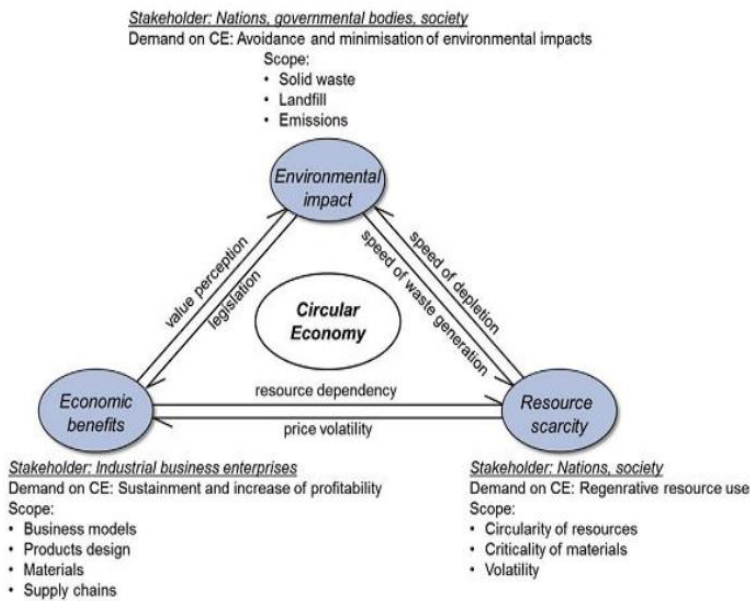 Stakeholder: Nations, governmental bodies, society
Demand on CE: Avoidance and minimisation of environmental impacts
Scope:
• Solid waste
• Landfill
• Emissions
Environmental
impact
value perception
legislation
speed of depletion
speed of waste generation
Circular
Economy
Economic
benefits
resource dependency
price volatility
Resource
scarcity
Stakeholder: Industrial business enterprises
Demand on CE: Sustainment and increase of profitability
Scope:
• Business models
• Products design
• Materials
• Supply chains
Stakeholder: Nations, society
Demand on CE: Regenrative resource use
Scope:
• Circularity of resources
• Criticality of materials
• Volatility